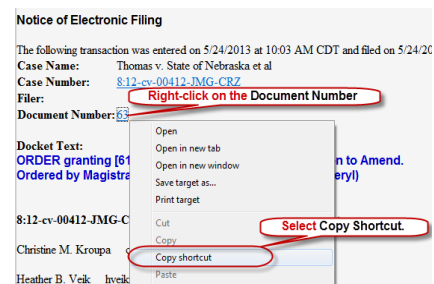 Notice of Electronic Filing
The following transaction was entered on 5/24/2013 at 10:03 AM CDT and filed on 5/24/20
Case Name: Thomas v. State of Nebraska et al
Case Number: 8:12-cv-00412-JMG-CRZ
Filer:
Right-click on the Document Number
Document Number: 63
Open
Docket Text:
Open in new tab
ORDER granting [61 n to Amend.
Open in new window
Ordered by Magistra eryl)
Save target as...
Print target
8:12-cv-00412-JMG-C
Cut
Select Copy Shortcut.
Copy
Christine M. Kroupa
Copy shortcut
Heather B. Veik hveik
Paste